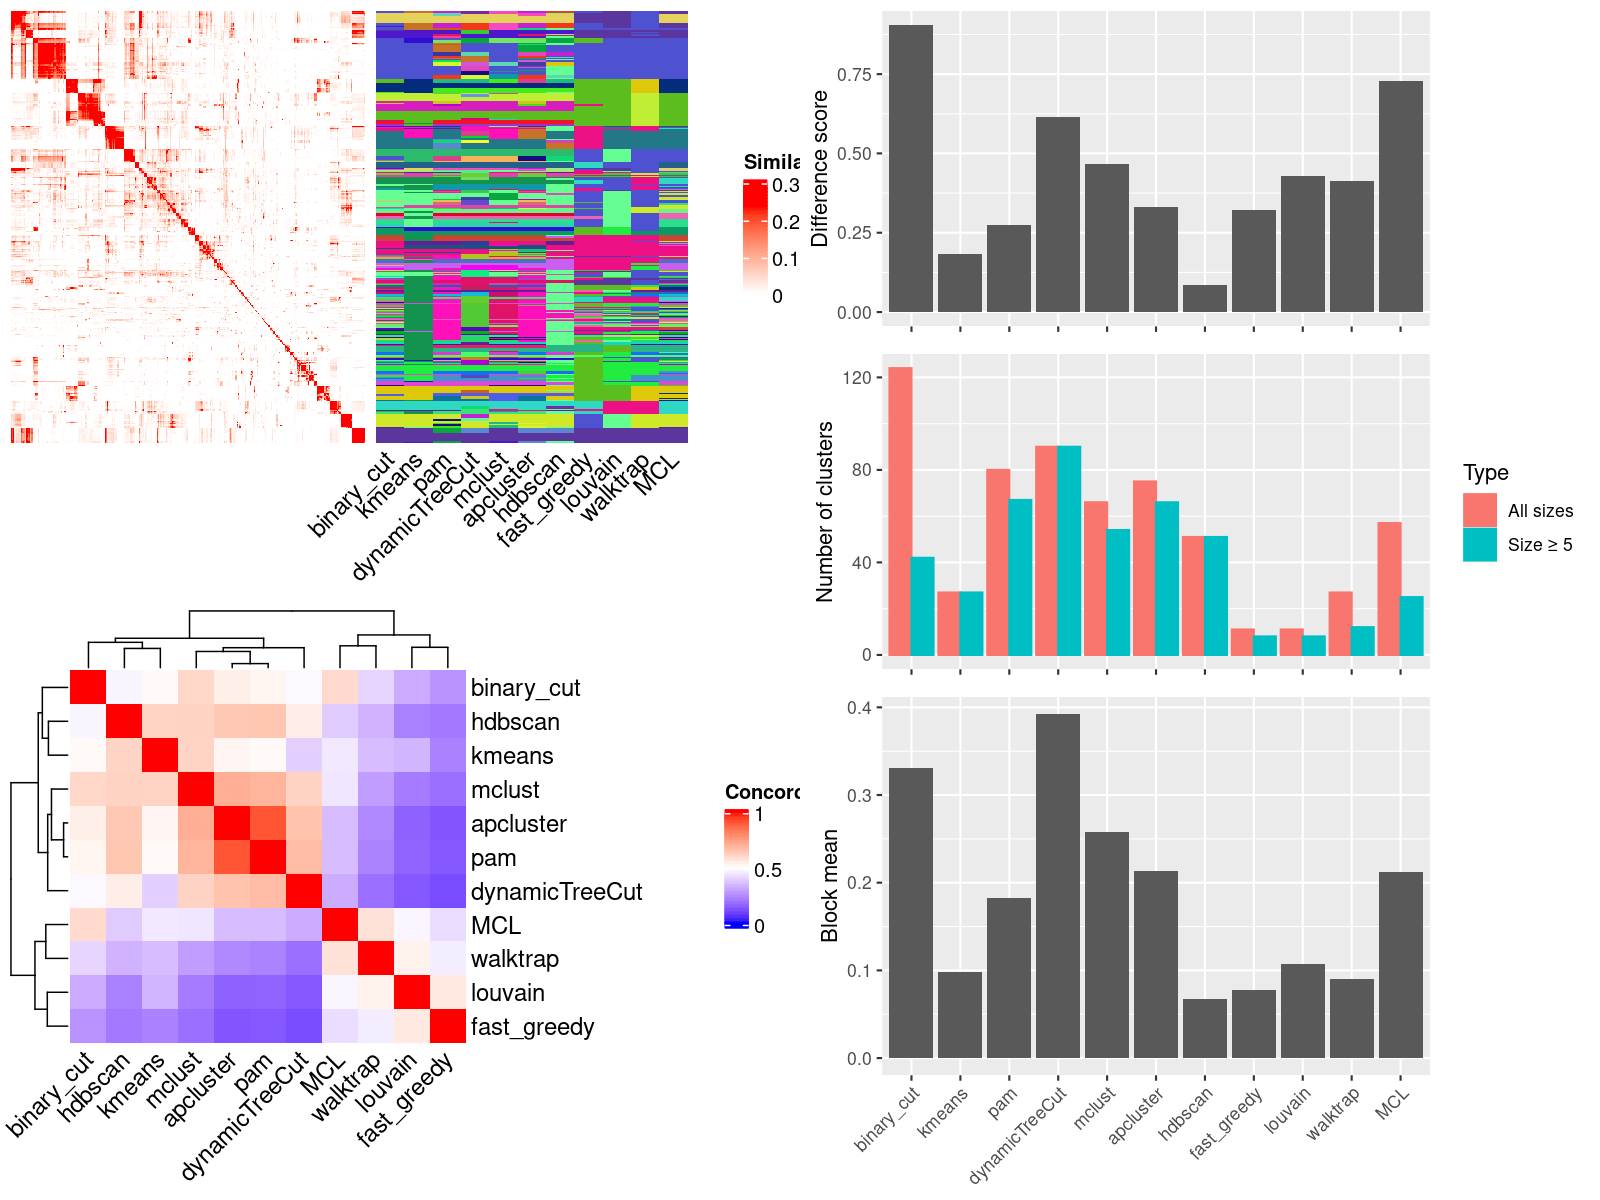 Simila
0.3
0.2
0.1
0
binary_cut
kmeans
pam
dynamicTreeCut
mclust
apcluster
hdbscan
fast_greedy
louvain
walktrap
MCL
binary_cut
hdbscan
kmeans
mclust
apcluster
pam
dynamicTreeCut
MCL
walktrap
louvain
fast_greedy
binary_cut
hdbscan
kmeans
mclust
apcluster
pam
dynamicTreeCut
MCL
walktrap
louvain
fast_greedy
Concord
1
0.5
0
Difference score
0.75
0.50
0.25
0.00
Number of clusters
120
80
40
0
Type
All sizes
Size ≥ 5
Block mean
0.4
0.3
0.2
0.1
0.0
binary_cut
kmeans
pam
dynamicTreeCut
mclust
apcluster
hdbscan
fast_greedy
louvain
walktrap
MCL